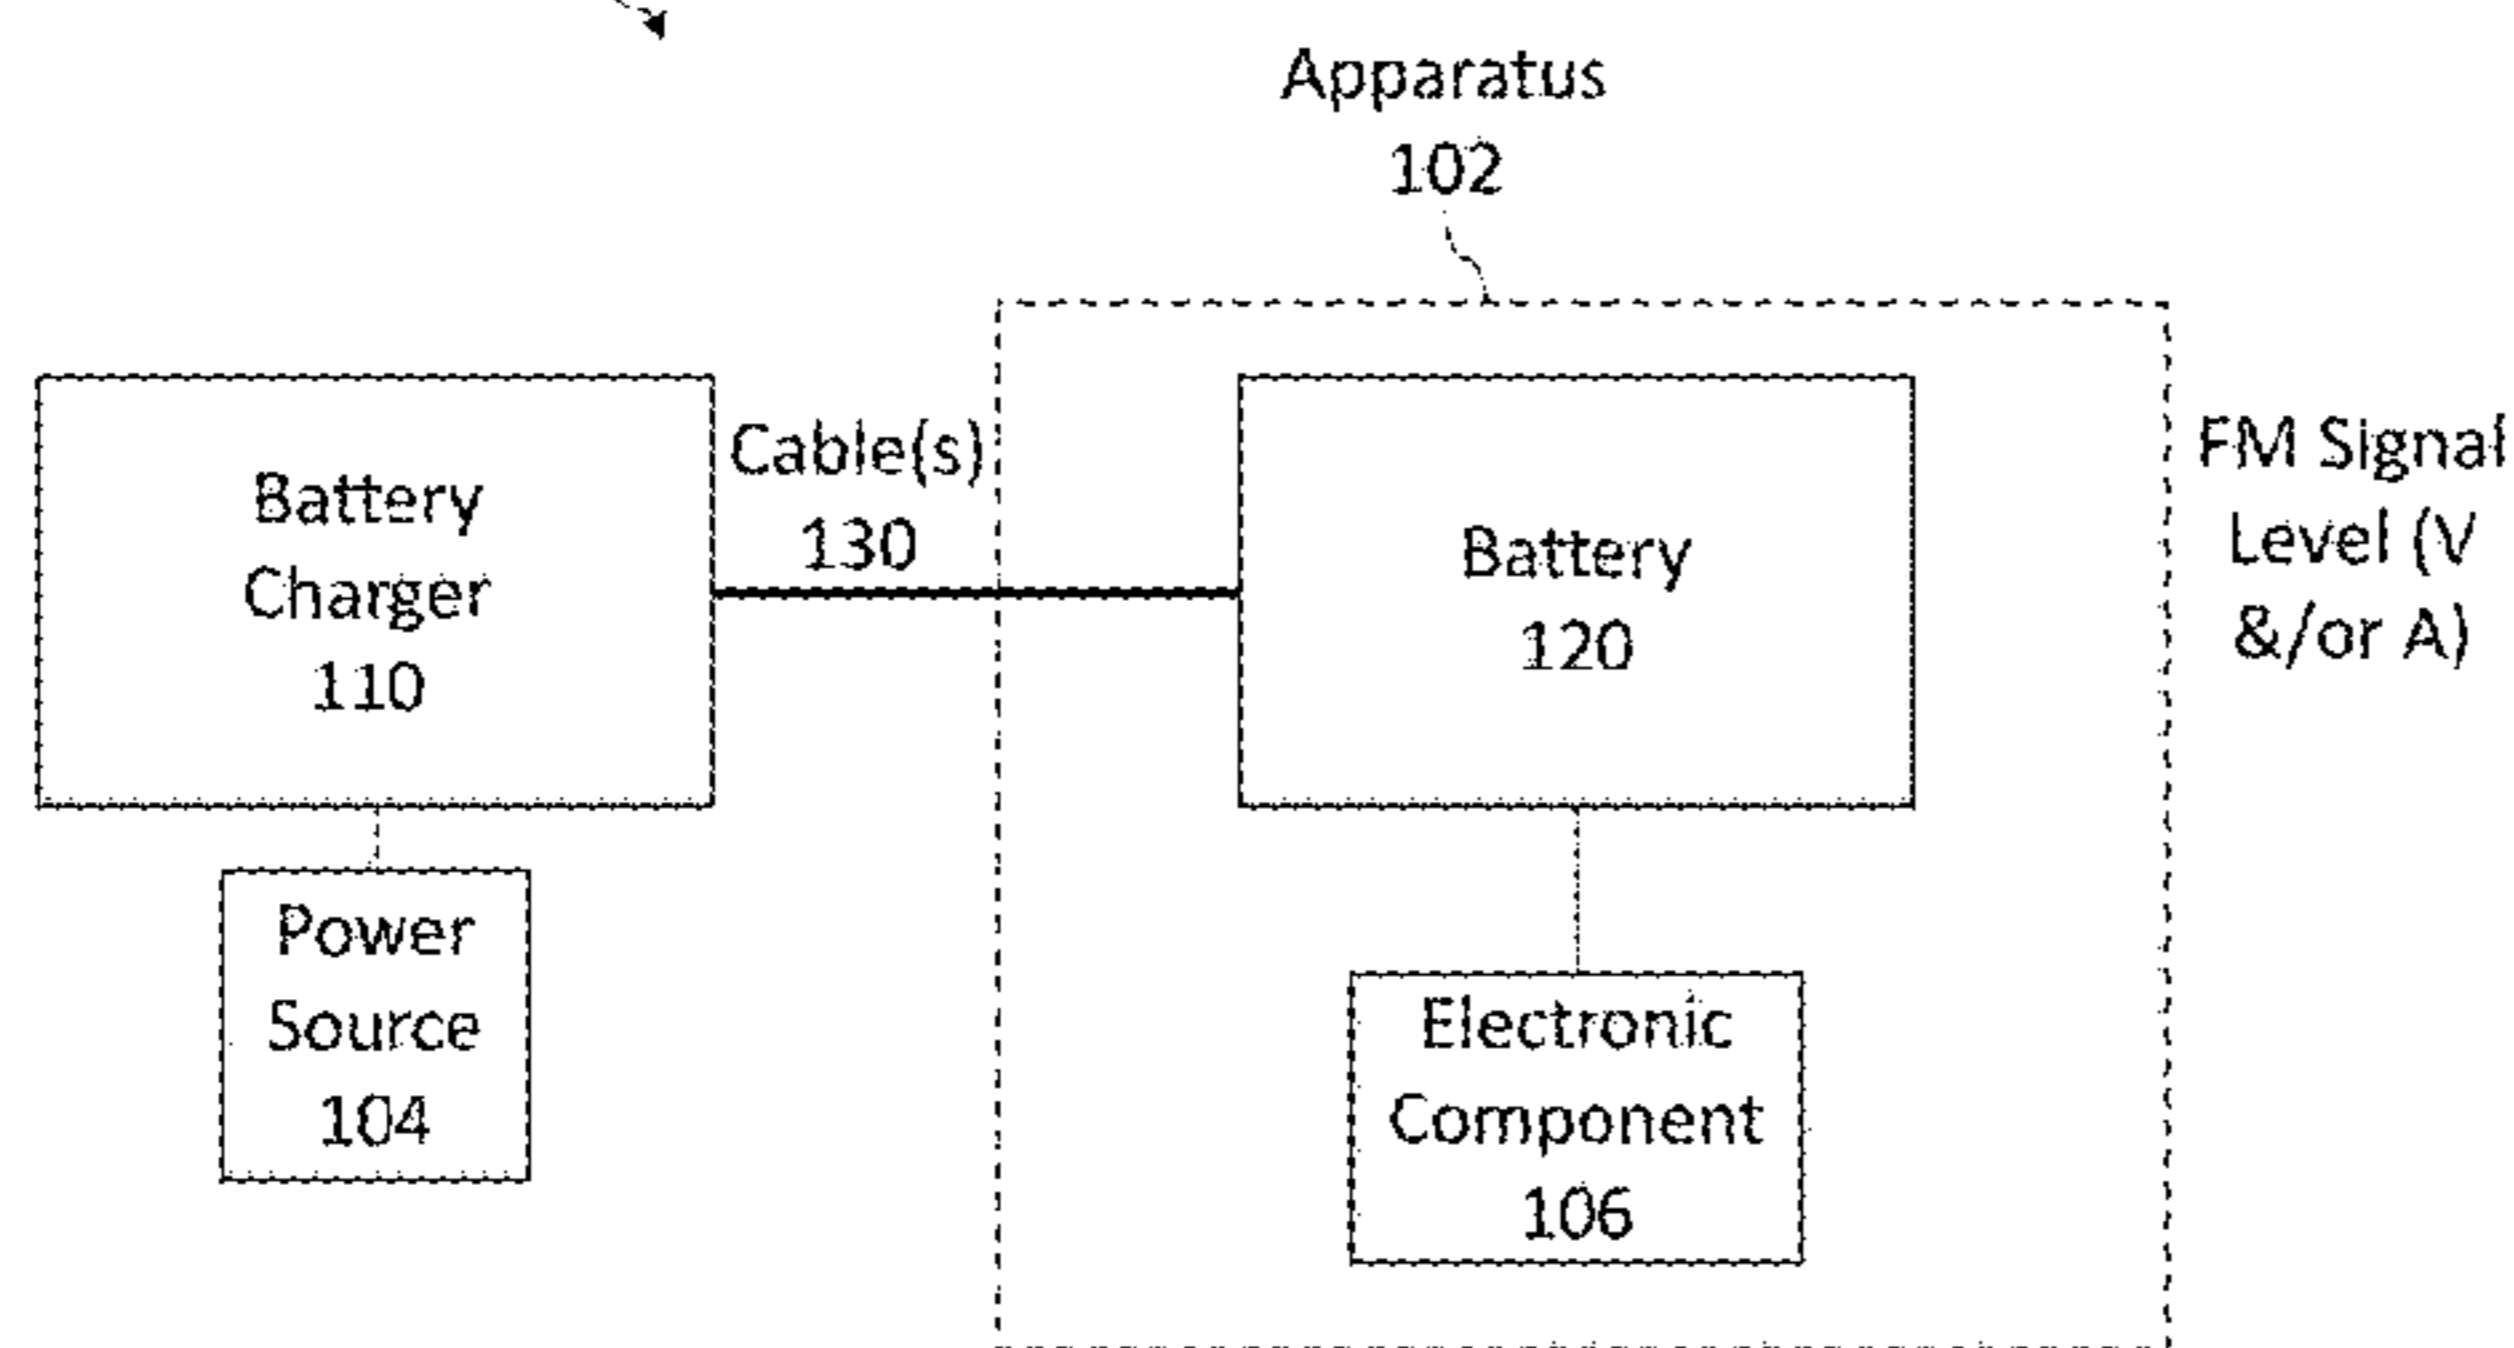 Apparatus
102
Battery
Charger
110
Cable(s)
130
Battery
120
FM Signal
Level (V
&/or A)
Power
Source
104
Electronic
Component
106